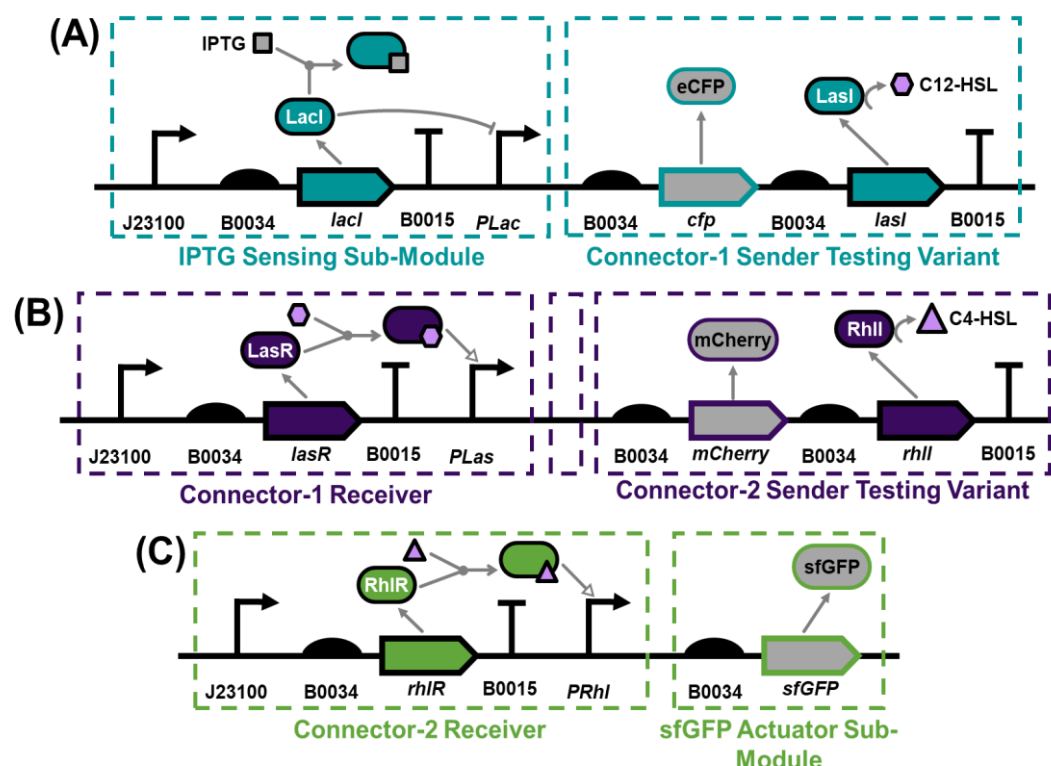 (A)
IPTG
LacI
eCFP
LasI
C12-HSL
J23100 B0034 lacI B0015 PLac B0034 cfp B0034 lasI B0015
IPTG Sensing Sub-Module
Connector-1 Sender Testing Variant
(B)
LasR
mCherry
RhlI
C4-HSL
J23100 B0034 lasR B0015 PLas B0034 mCherry B0034 rhlI B0015
Connector-1 Receiver
Connector-2 Sender Testing Variant
(C)
RhlR
sfGFP
J23100 B0034 rhlR B0015 PRhl B0034 sfGFP
Connector-2 Receiver
sfGFP Actuator Sub-
Module